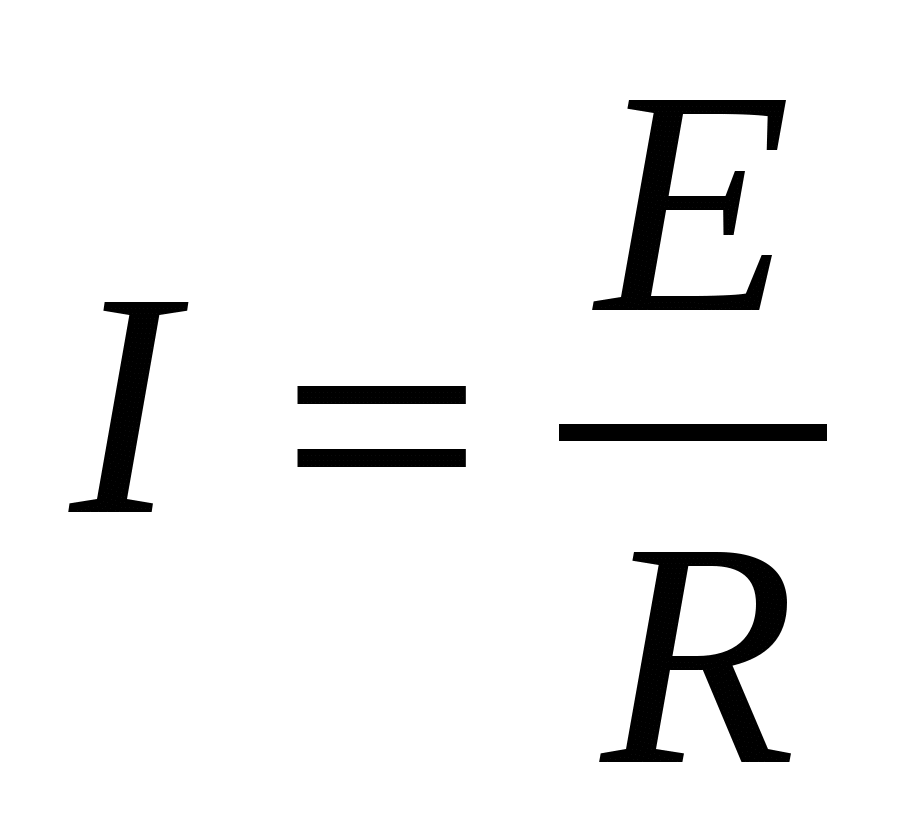 I = E/R